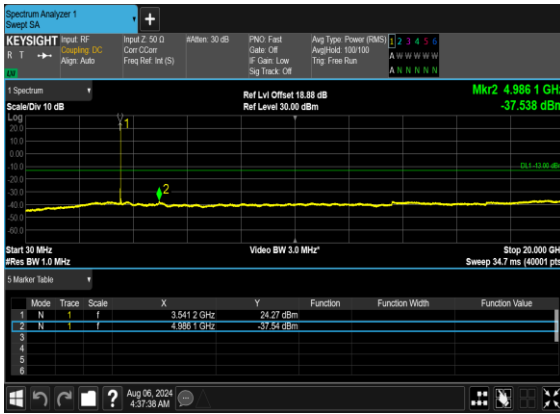 Spectrum Analyzer 1
Swept SA
KEYSIGHT
R T
Input: RF
Coupling: DC
Align: Auto
Input Z: 50 Ω
Corr CCorr
Freq Ref: Int (S)
#Atten: 30 dB
PNO: Fast
Gate: Off
IF Gain: Low
Sig Track: Off
Avg Type: Power (RMS)
Avg|Hold: 100/100
Trig: Free Run
1 2 3 4 5 6
A W W W W W
A N N N N N
1 Spectrum
Scale/Div 10 dB
Ref Lvl Offset 18.88 dB
Ref Level 30.00 dBm
Mkr2 4.986 1 GHz
-37.538 dBm
Log
20.0
10.0
0.00
-10.0
-20.0
-30.0
-40.0
-50.0
-60.0
1
2
DL1 -13.00 dBm
Start 30 MHz
#Res BW 1.0 MHz
Video BW 3.0 MHz*
Stop 20.000 GH
Sweep 34.7 ms (40001 pts
5 Marker Table
Mode Trace Scale X Y Function Function Width Function Value
1 N 1 f 3.541 2 GHz 24.27 dBm
2 N 1 f 4.986 1 GHz -37.54 dBm
3
4
5
6
?
Aug 06, 2024
4:37:38 AM